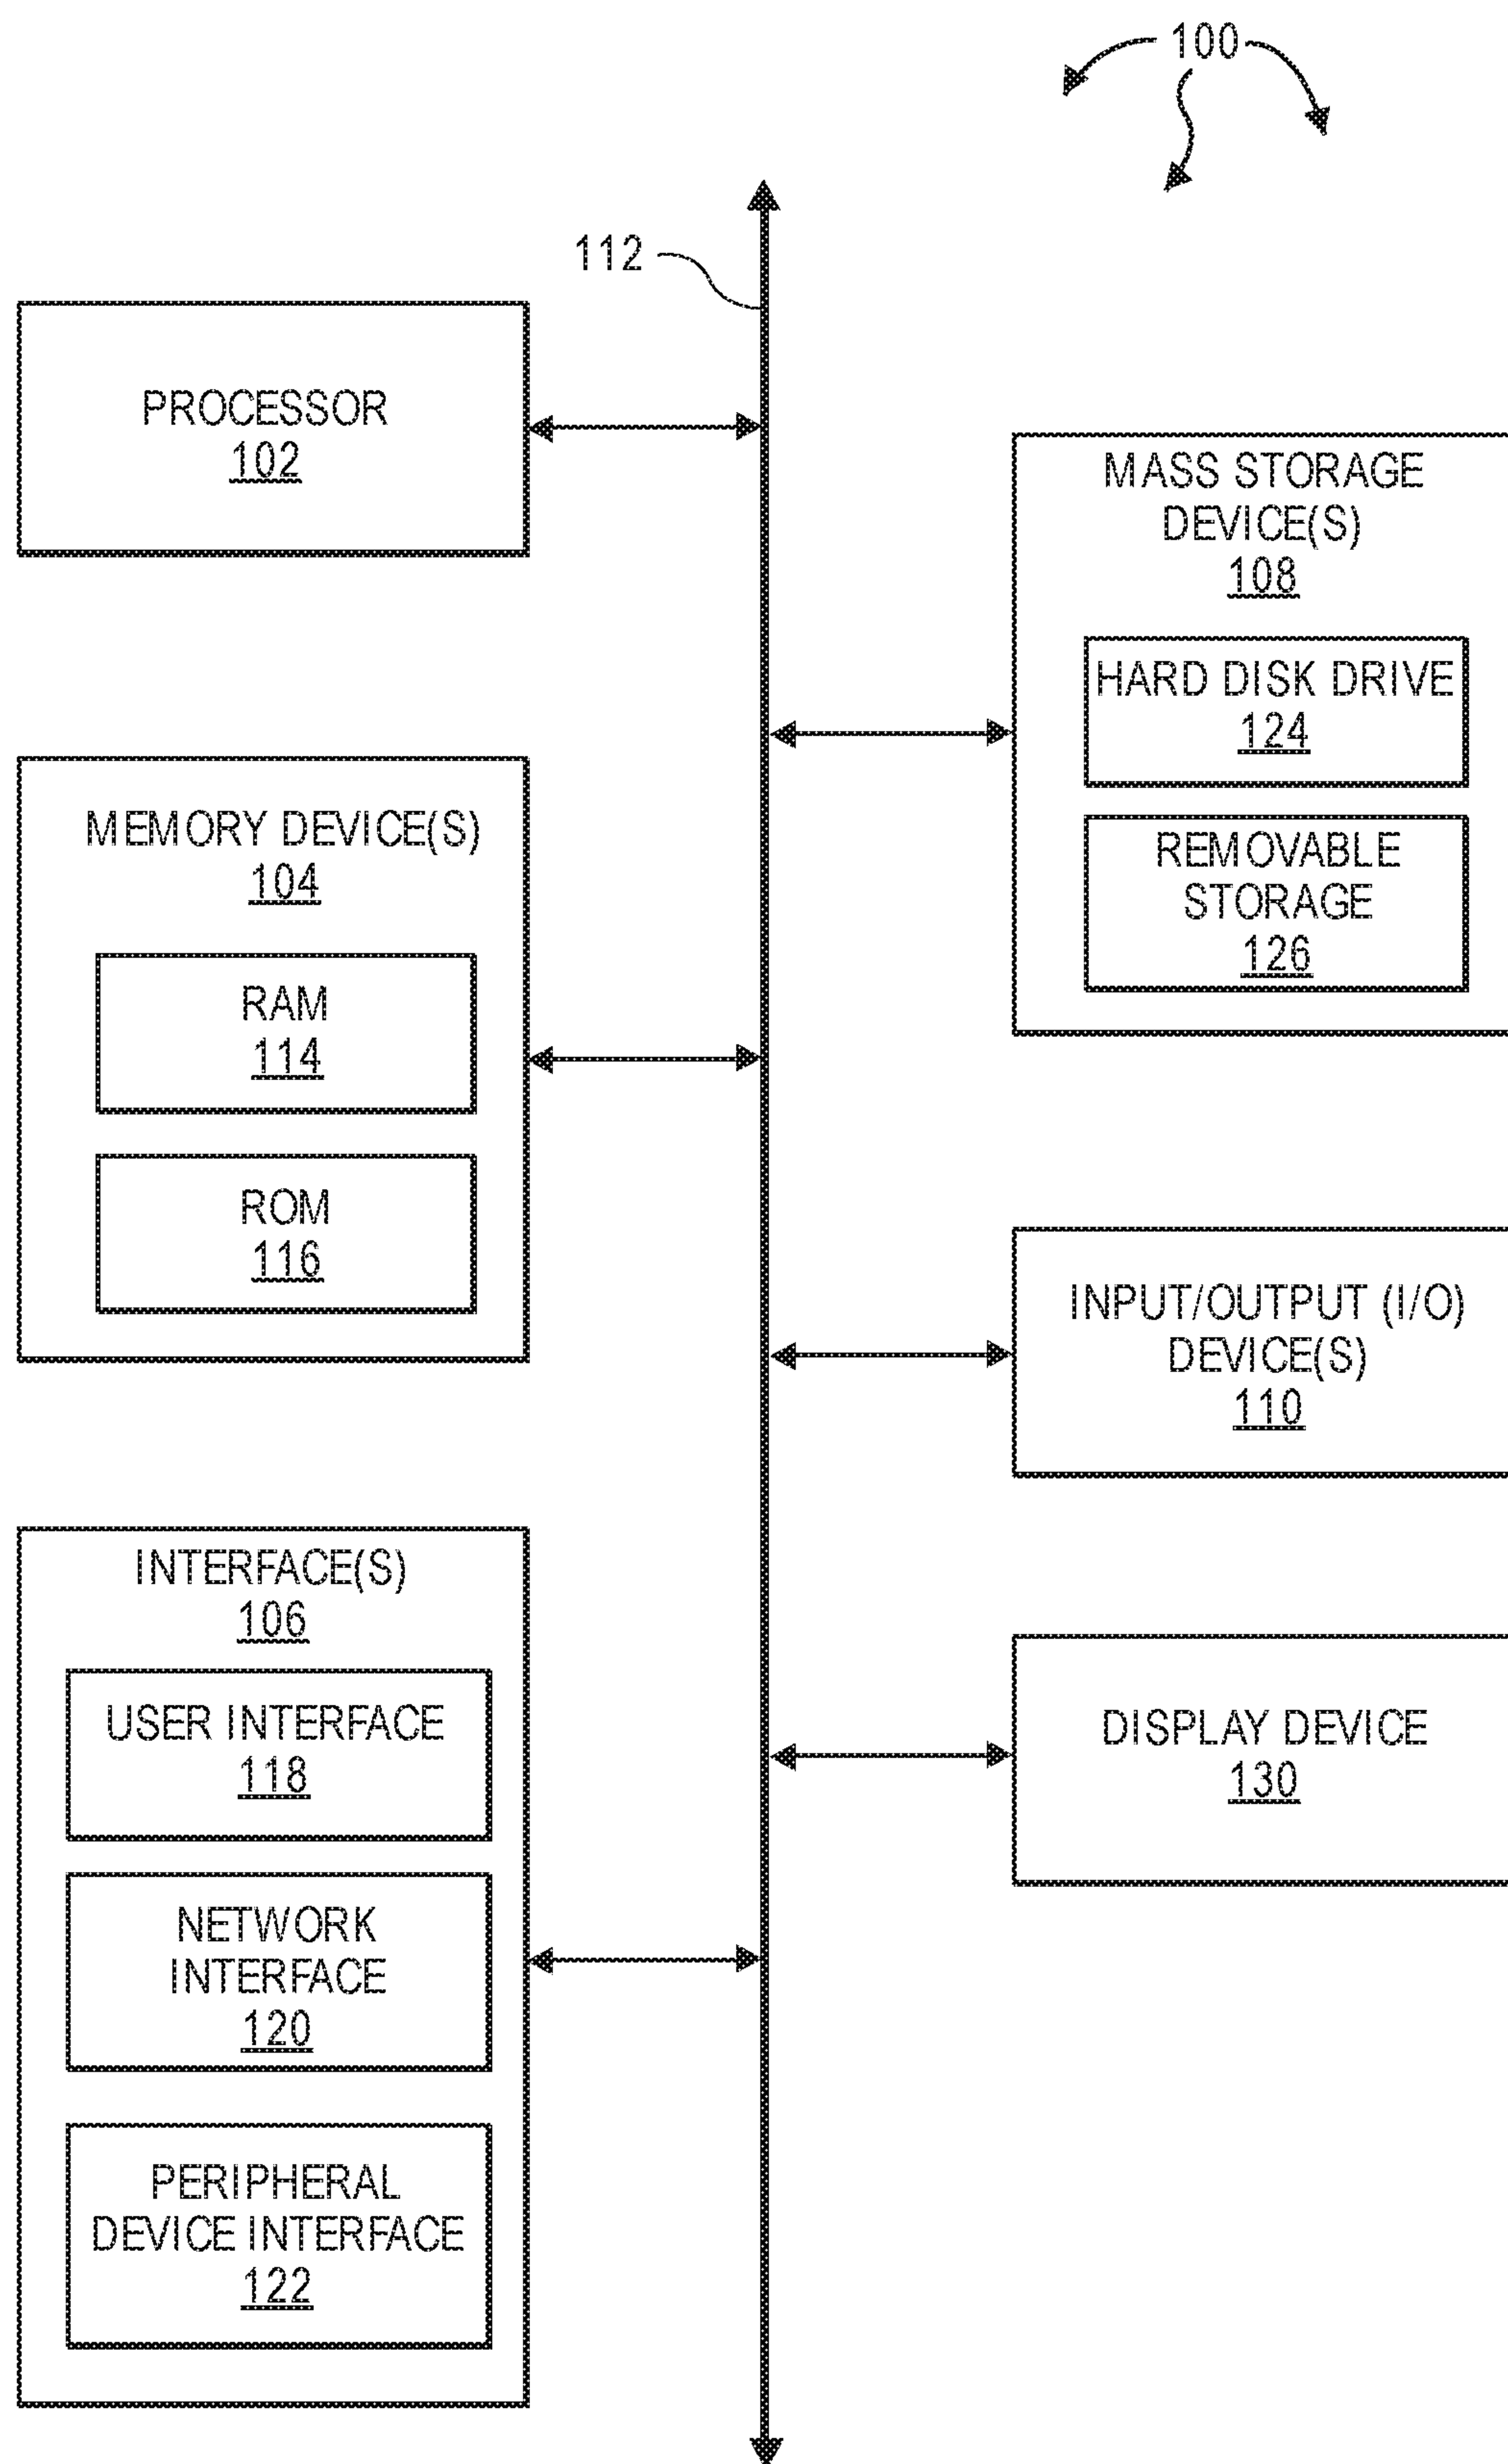 100
112
PROCESSOR
102
MASS STORAGE
DEVICE(S)
108
HARD DISK DRIVE
124
REMOVABLE
STORAGE
126
MEMORY DEVICE(S)
104
RAM
114
ROM
116
INPUT/OUTPUT (I/O)
DEVICE(S)
110
INTERFACE(S)
106
USER INTERFACE
118
NETWORK
INTERFACE
120
PERIPHERAL
DEVICE INTERFACE
122
DISPLAY DEVICE
130